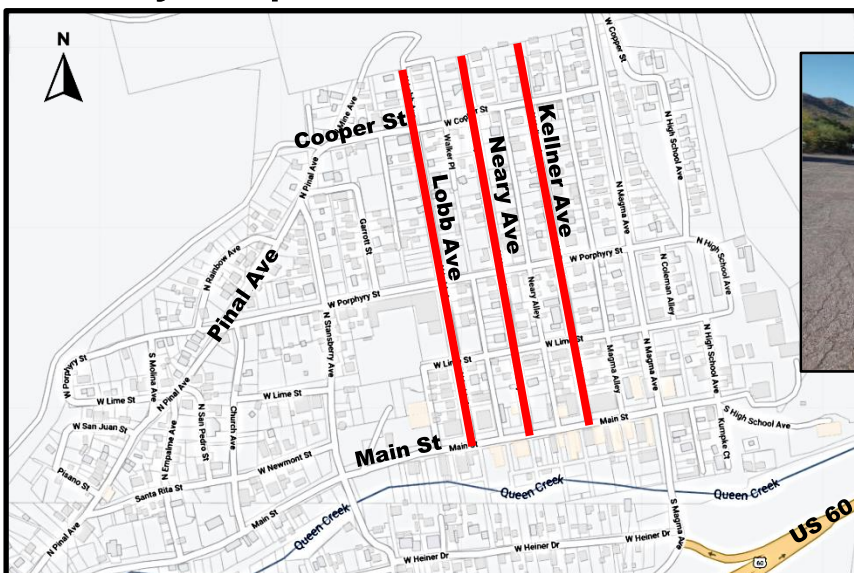 N
W Copper St
N Mine Ave
Cooper St
W Copper St
N High School Ave
Kellner Ave
Neary Ave
Walker Pl
Lobb Ave
N Pinal Ave
N Magma Ave
Garrott St
N Rainbow Ave
Pinal Ave
W Porphyry St
N High School Ave
N Coleman Alley
Neary Alley
W Porphyry St
N Stansberry Ave
W Porphyry St
S Molina Ave
W Lime St
W Lime St
Magma Alley
N Magma Ave
N High School Ave
N Pinal Ave
W Lime St
W Lime St
N San Pedro St
Church Ave
W San Juan St
N Empalme Ave
Main St
S High School Ave
Kumpke Ct
Main St
Main St
W Newmont St
Pisano St
Santa Rita St
Queen Creek
Queen Creek
Main St
Queen Creek
S Magma Ave
US 60
N Pinal Ave
W Heiner Dr
W Heiner Dr
W Heiner Dr
60